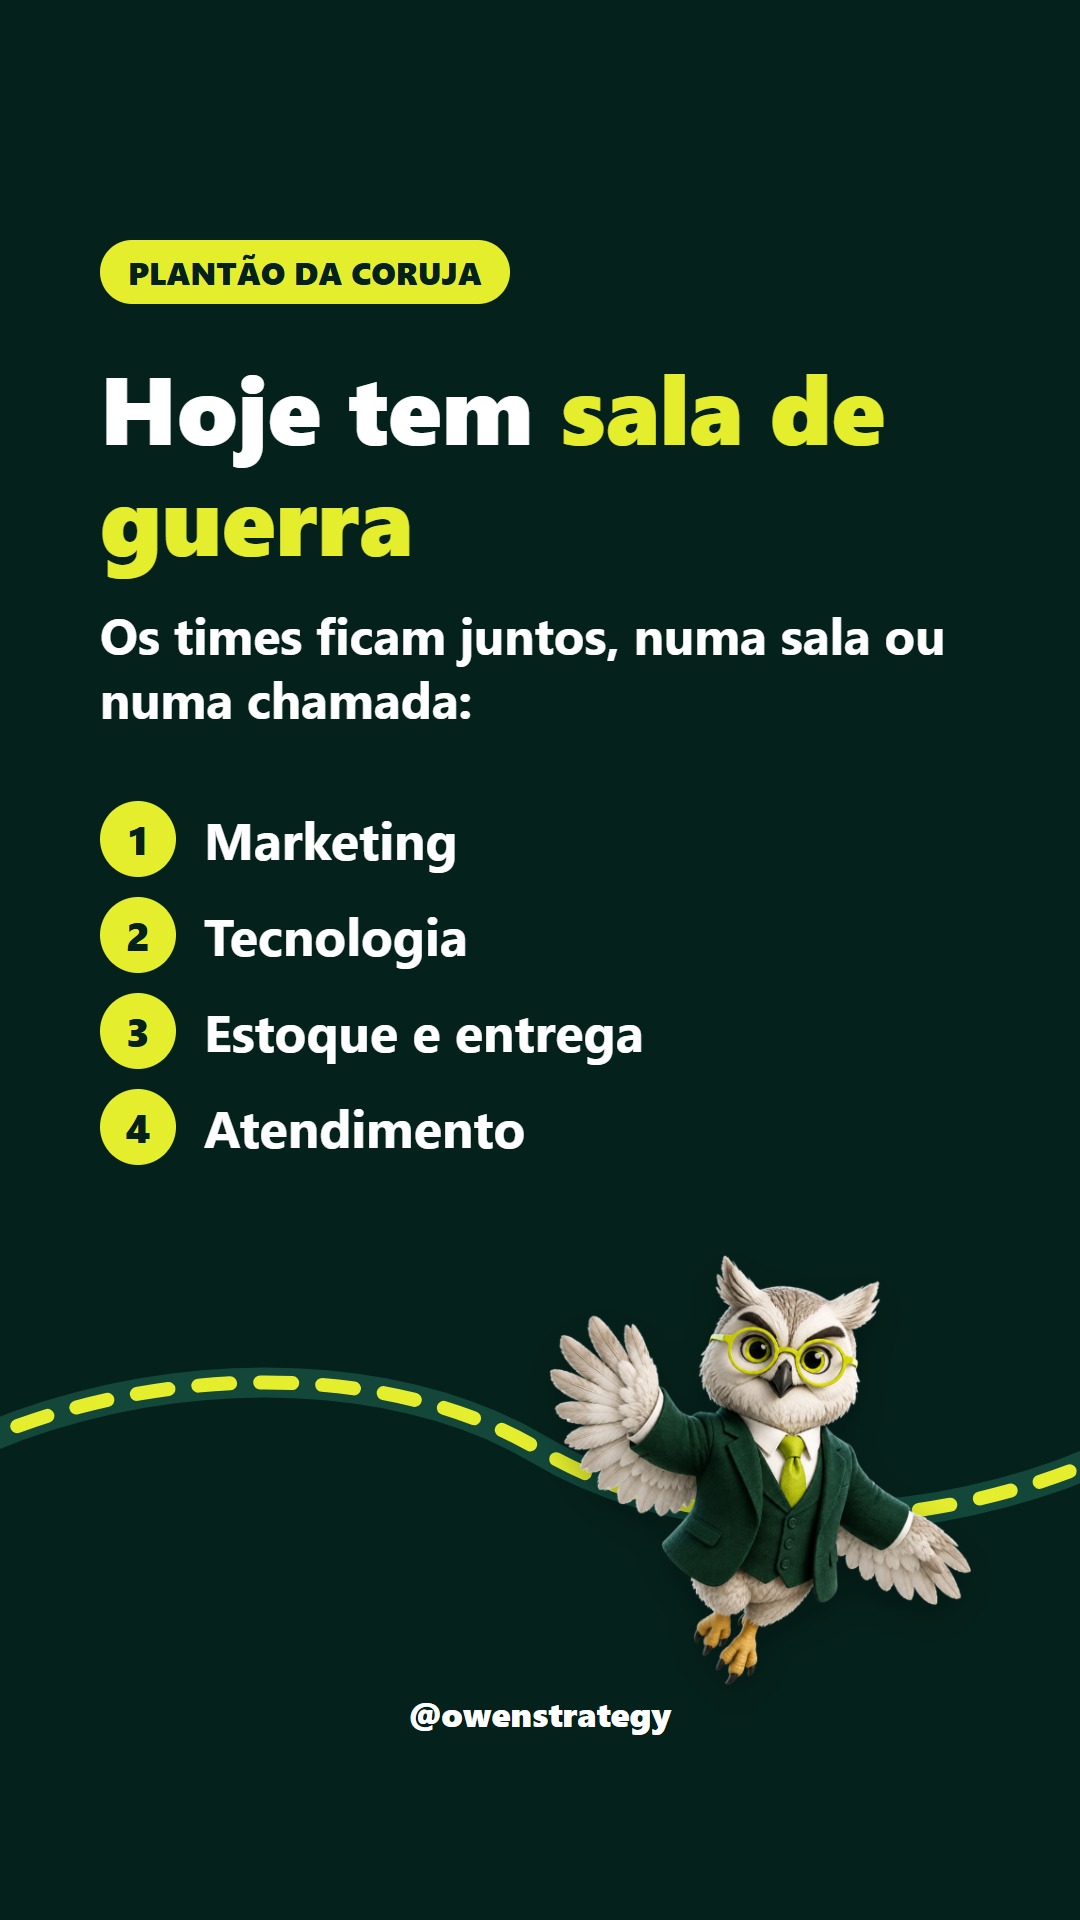 PLANTÃO DA CORUJA
Hoje tem sala de
guerra
Os times ficam juntos, numa sala ou
numa chamada:
1 Marketing
2 Tecnologia
3 Estoque e entrega
4 Atendimento
@owenstrategy